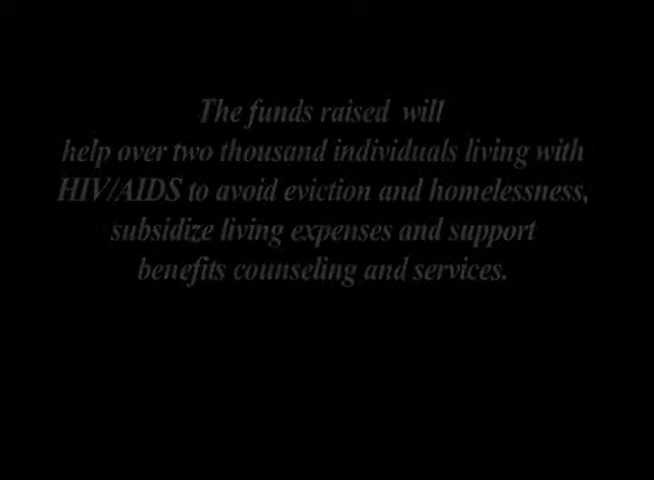 The funds raised will
help over two thousand individuals living with
HIV/AIDS to avoid eviction and homelessness,
subsidize living expenses and support
benefits counseling and services.